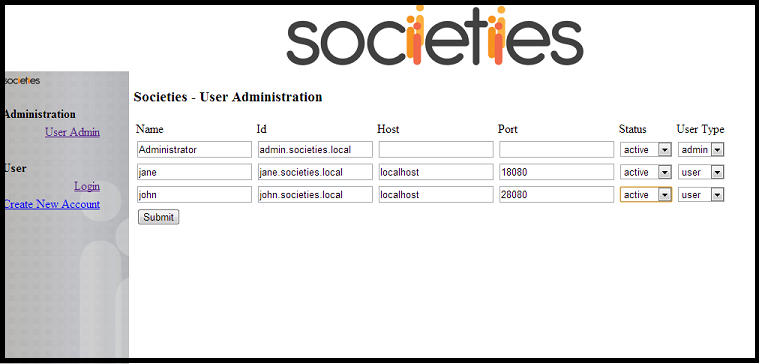 societies
societies
Administration
User Admin
User
Login
Create New Account
Societies - User Administration
Name Id Host Port Status User Type
Administrator admin.societies.local active admin
jane jane.societies.local localhost 18080 active user
john john.societies.local localhost 28080 active user
Submit